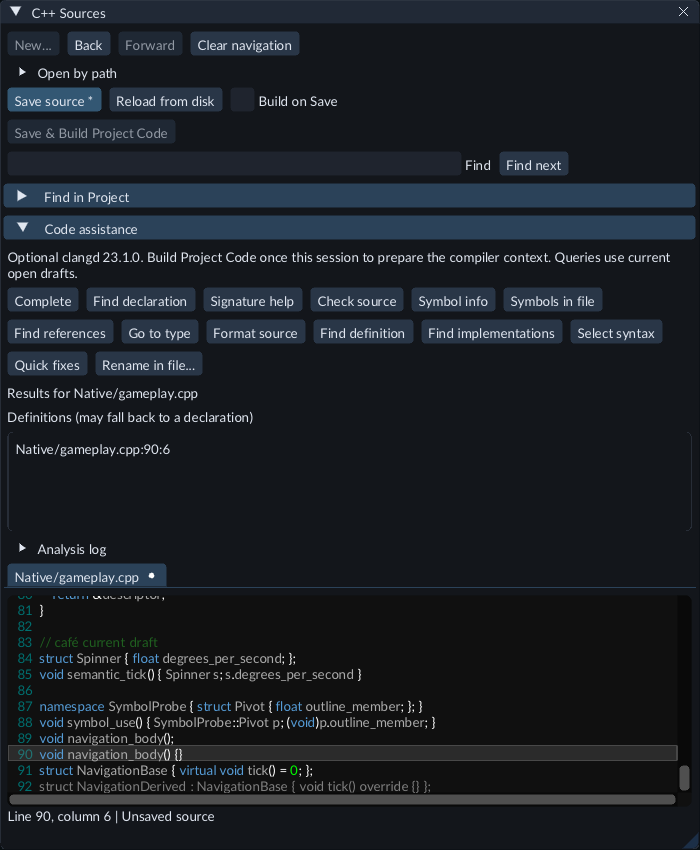 C++ Sources
New... Back Forward Clear navigation
Open by path
Save source * Reload from disk Build on Save
Save & Build Project Code
Find Find next
Find in Project
Code assistance
Optional clangd 23.1.0. Build Project Code once this session to prepare the compiler context. Queries use current
open drafts.
Complete Find declaration Signature help Check source Symbol info Symbols in file
Find references Go to type Format source Find definition Find implementations Select syntax
Quick fixes Rename in file...
Results for Native/gameplay.cpp
Definitions (may fall back to a declaration)
Native/gameplay.cpp:90:6
Analysis log
Native/gameplay.cpp
80 return &descriptor;
81 }
82
83 // café current draft
84 struct Spinner { float degrees_per_second; };
85 void semantic_tick() { Spinner s; s.degrees_per_second }
86
87 namespace SymbolProbe { struct Pivot { float outline_member; }; }
88 void symbol_use() { SymbolProbe::Pivot p; (void)p.outline_member; }
89 void navigation_body();
90 void navigation_body() {}
91 struct NavigationBase { virtual void tick() = 0; };
92 struct NavigationDerived : NavigationBase { void tick() override {} };
Line 90, column 6 | Unsaved source